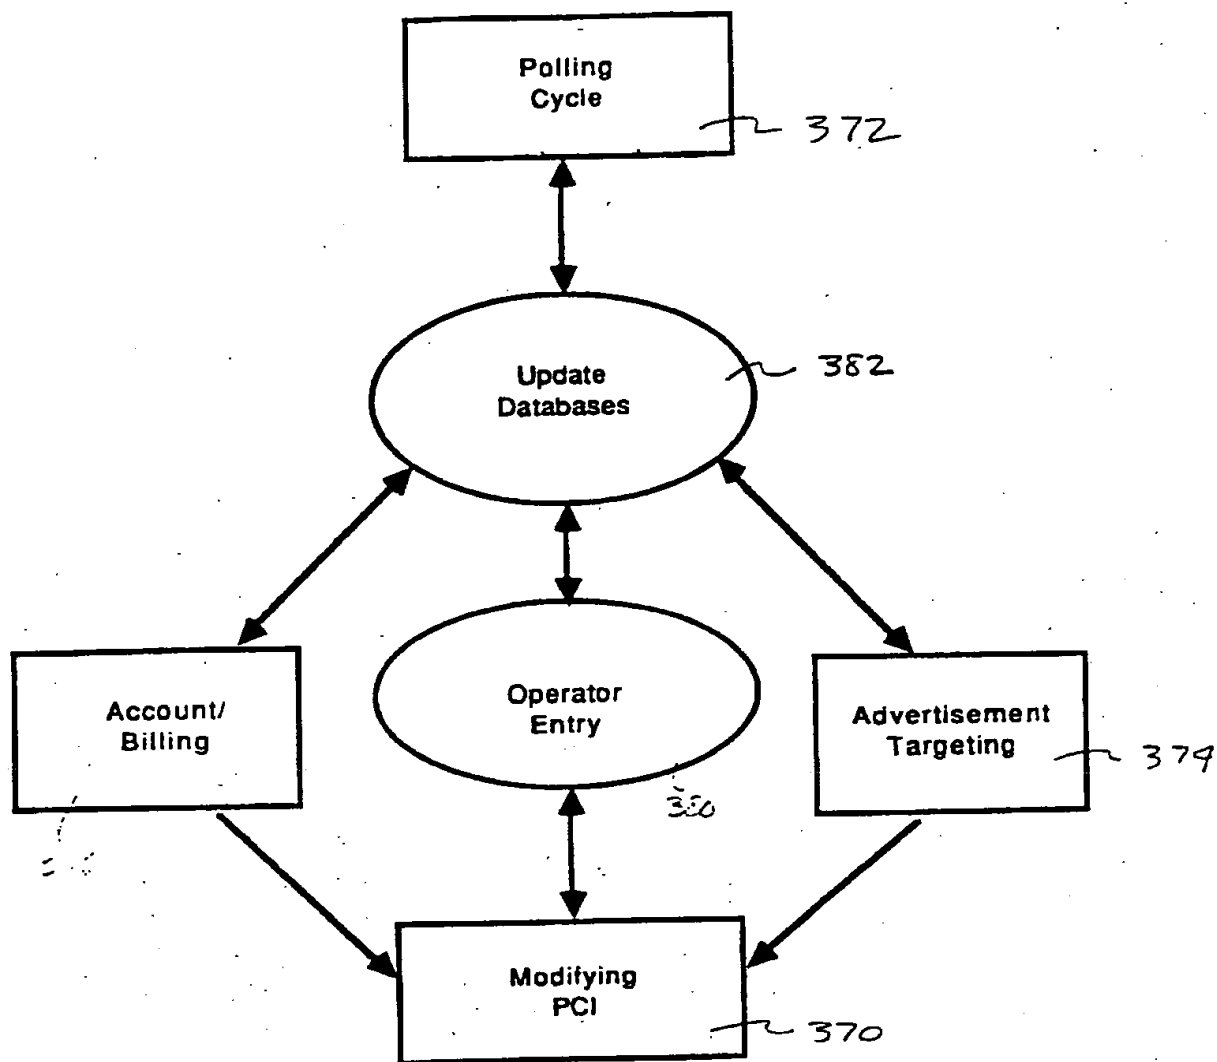 Polling
Cycle
372
Update
Databases
382
Account/
Billing
Operator
Entry
Advertisement
Targeting
374
Modifying
PCI
370